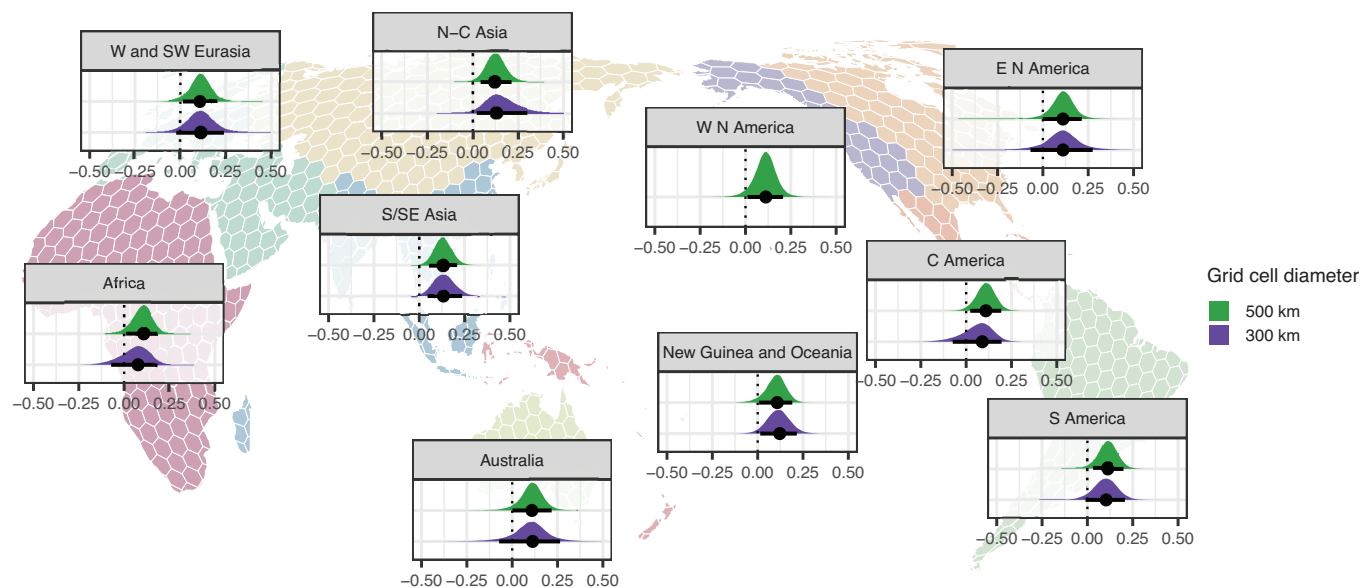 N−C Asia
−0.50 −0.25 0.00 0.25 0.50
W and SW Eurasia
−0.50 −0.25 0.00 0.25 0.50
E N America
−0.50 −0.25 0.00 0.25 0.50
W N America
−0.50 −0.25 0.00 0.25 0.50
S/SE Asia
−0.50 −0.25 0.00 0.25 0.50
C America
−0.50 −0.25 0.00 0.25 0.50
Africa
−0.50 −0.25 0.00 0.25 0.50
Grid cell diameter
500 km
300 km
New Guinea and Oceania
−0.50 −0.25 0.00 0.25 0.50
S America
−0.50 −0.25 0.00 0.25 0.50
Australia
−0.50 −0.25 0.00 0.25 0.50